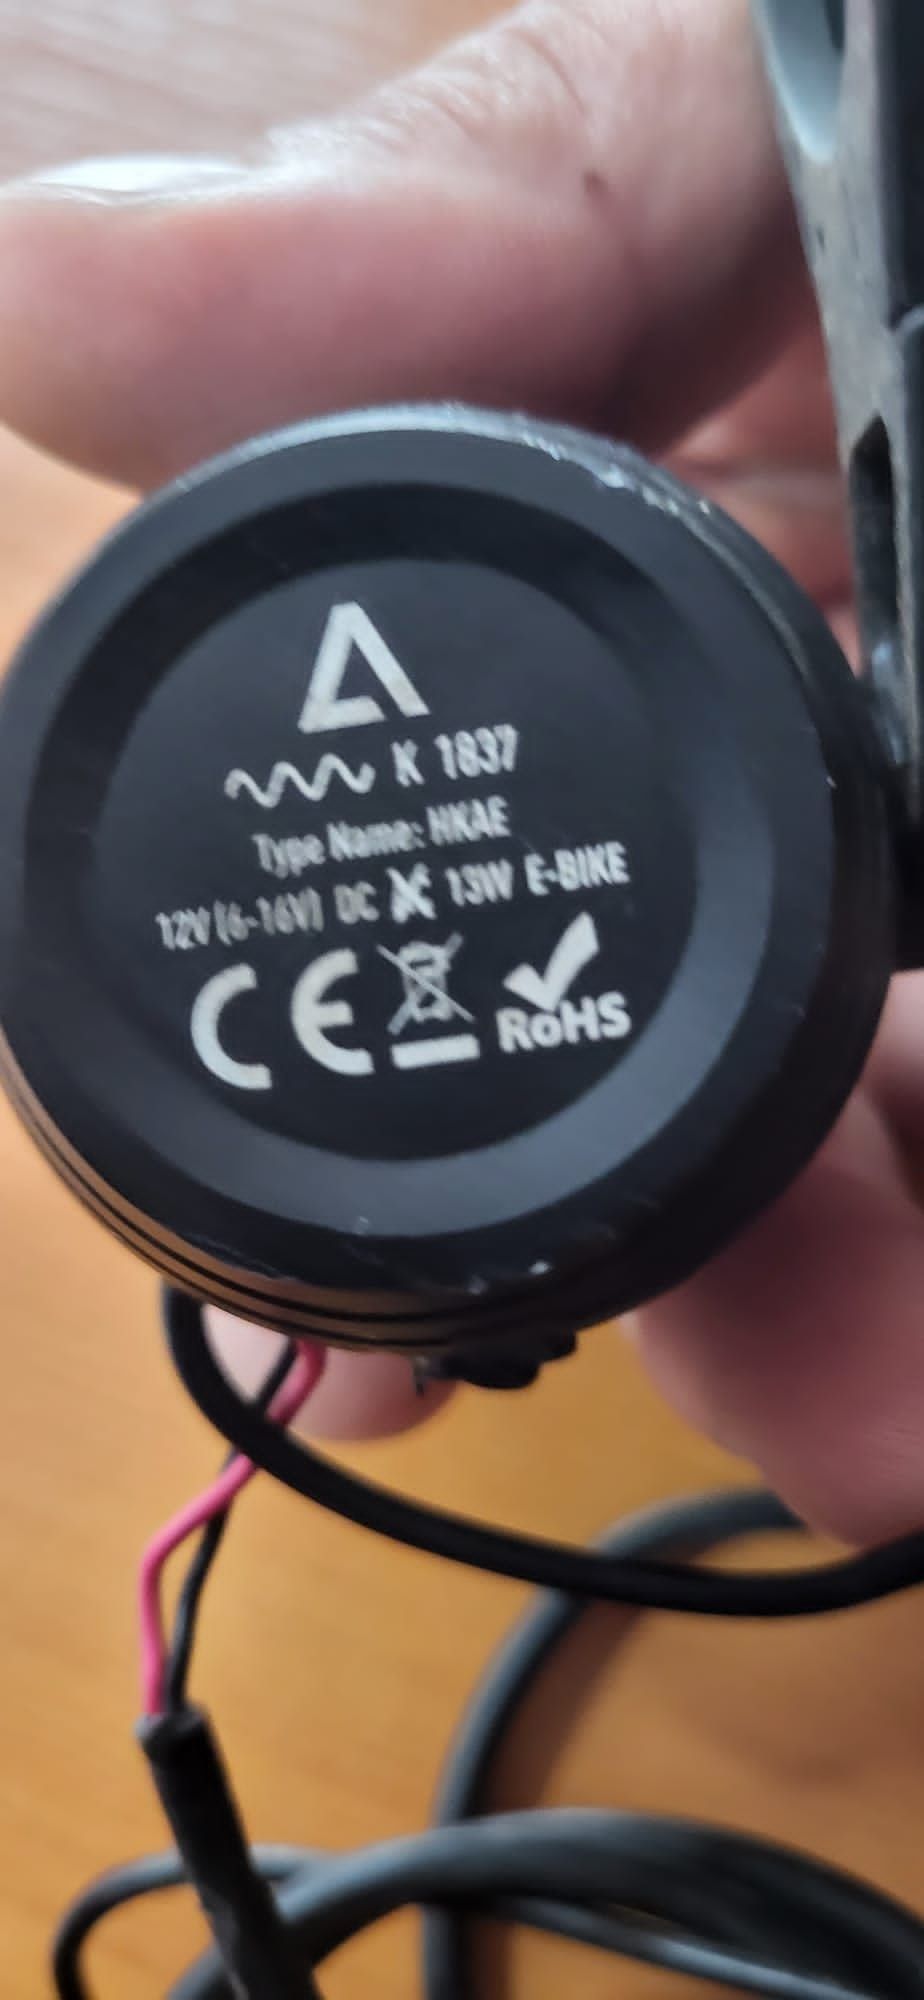 K 1837
Type Name: HKAE
12V (6-16V) DC 13W E-BIKE
CE
RoHS